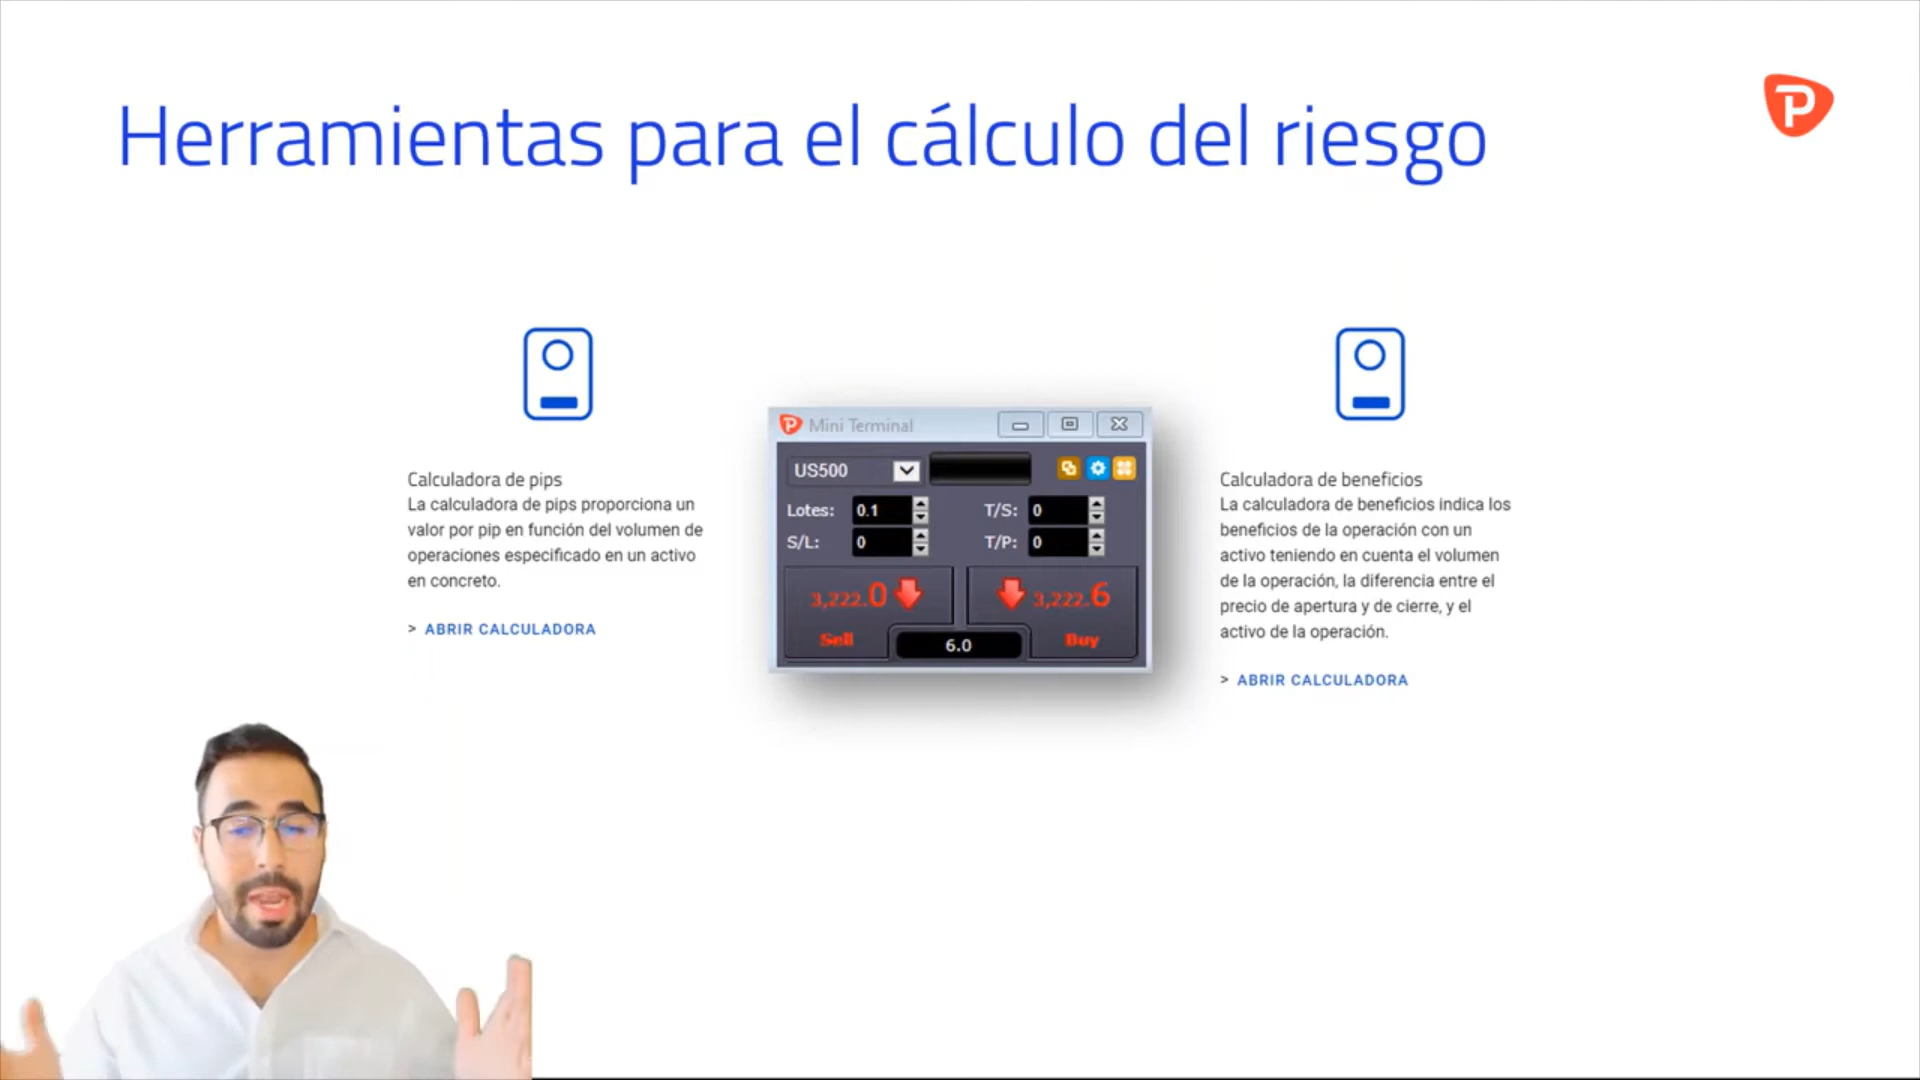 Herramientas para el cálculo del riesgo
P
Calculadora de pips
La calculadora de pips proporciona un
valor por pip en función del volumen de
operaciones especificado en un activo
en concreto.
> ABRIR CALCULADORA
P Mini Terminal
US500
Lotes: 0.1 T/S: 0
S/L: 0 T/P: 0
3,222.0 3,222.6
Sell 6.0 Buy
Calculadora de beneficios
La calculadora de beneficios indica los
beneficios de la operación con un
activo teniendo en cuenta el volumen
de la operación, la diferencia entre el
precio de apertura y de cierre, y el
activo de la operación.
> ABRIR CALCULADORA